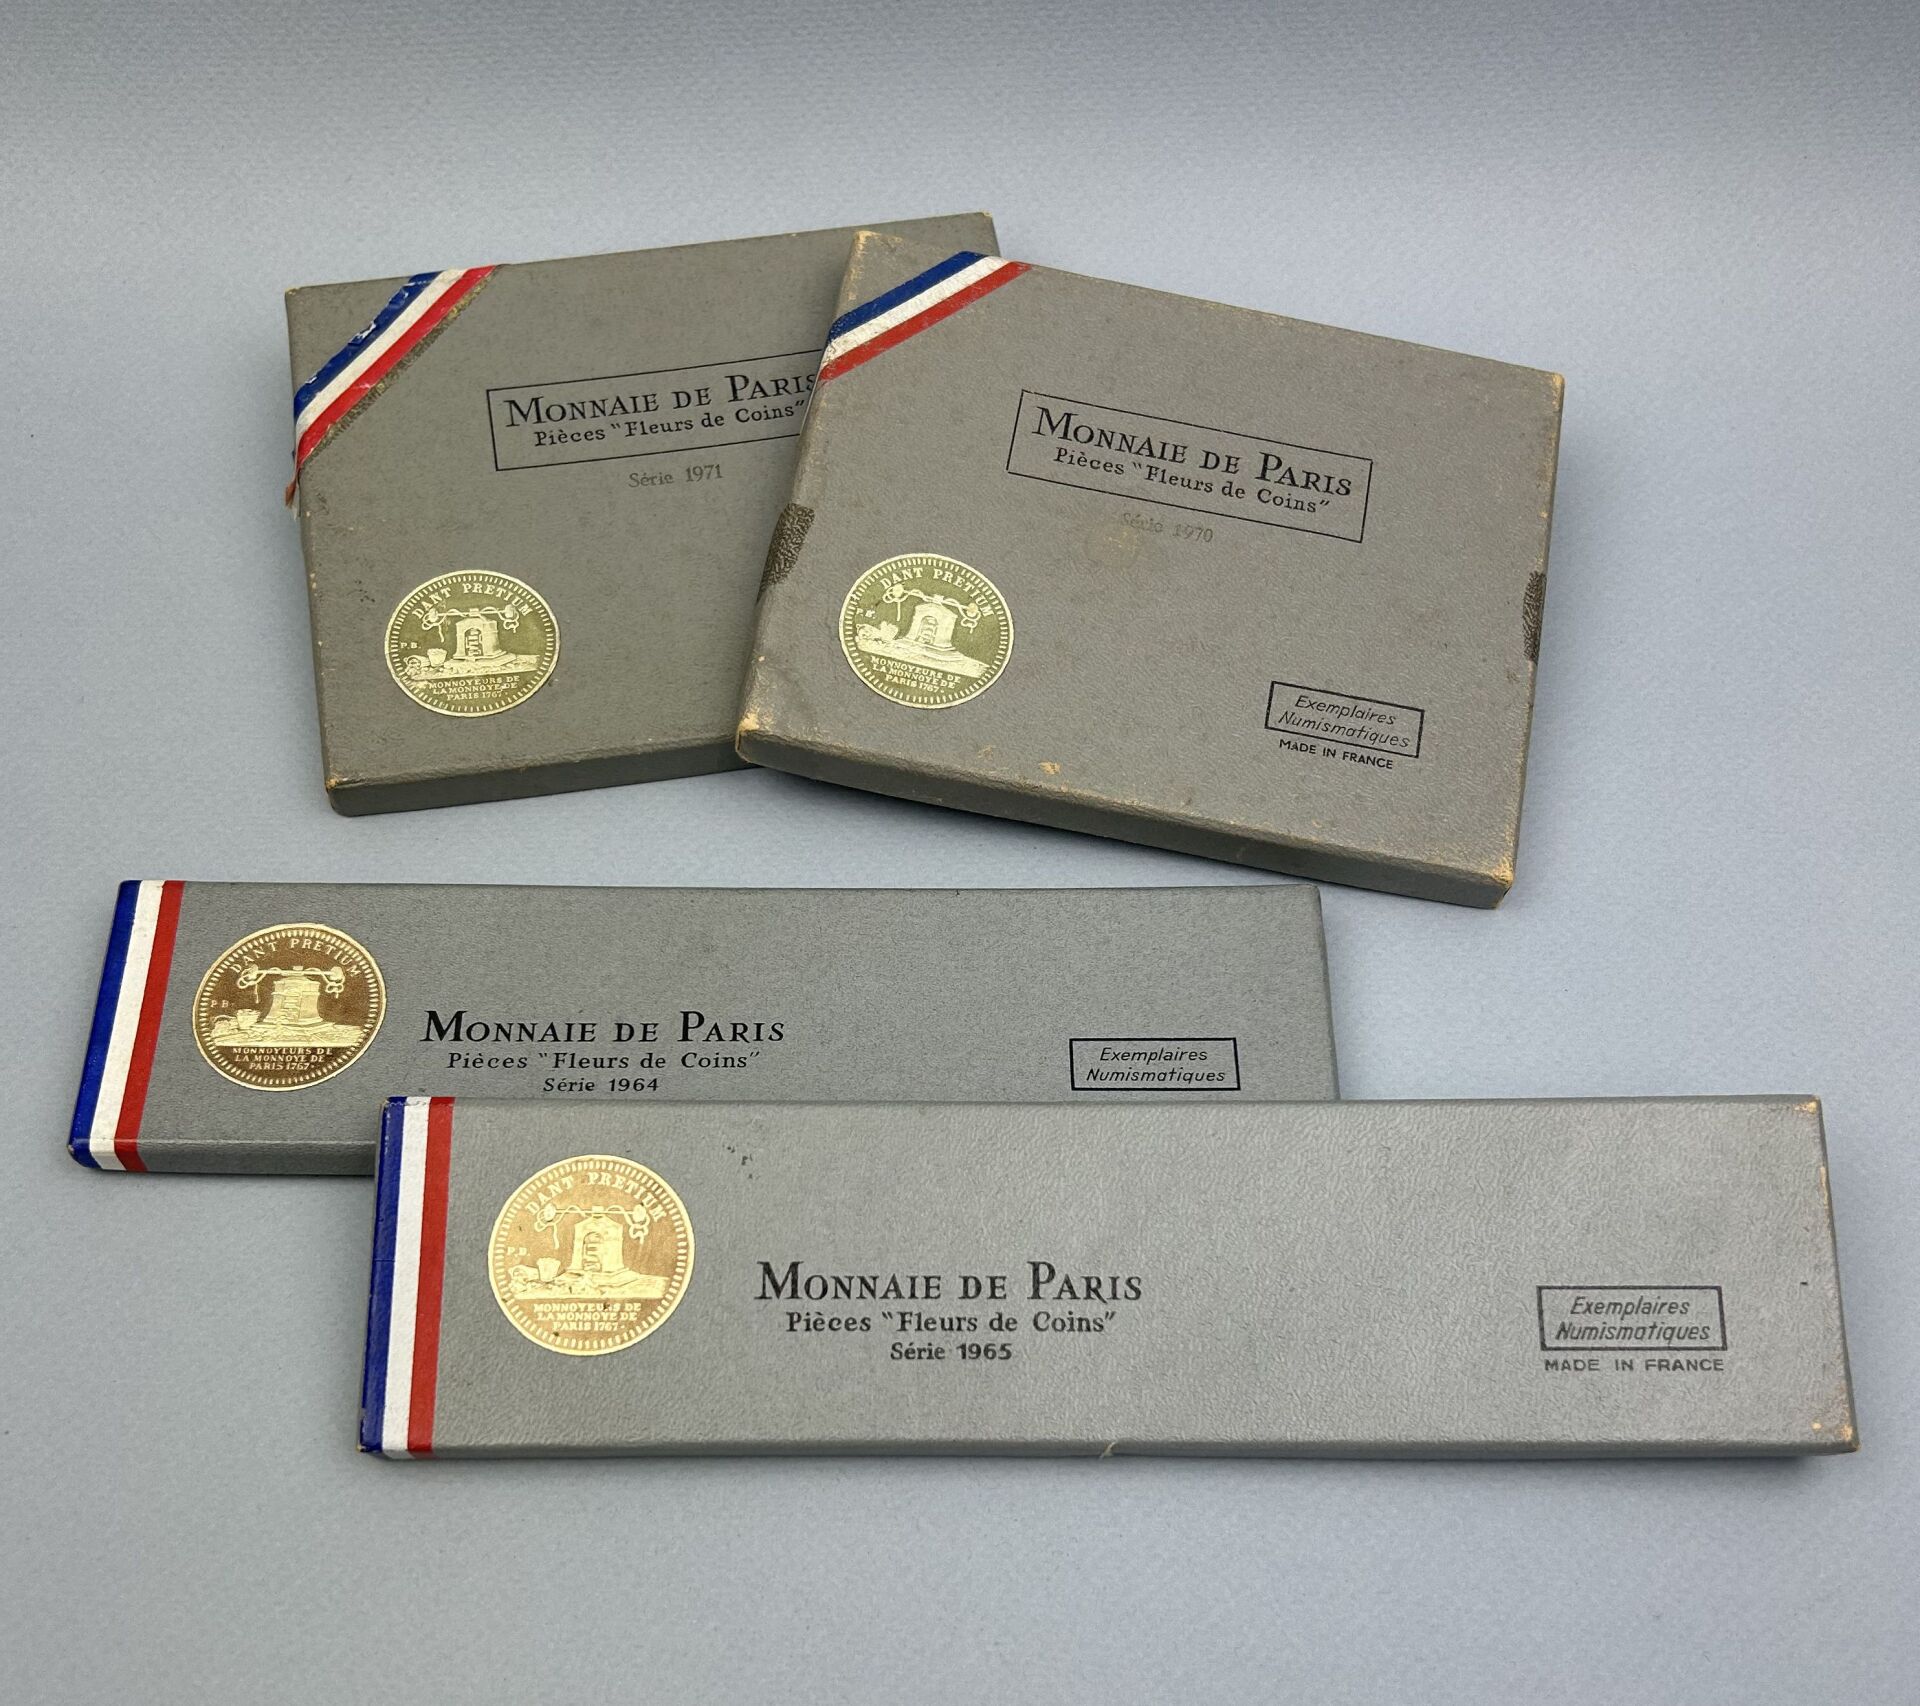 MONNAIE DE PARIS
Pièces "Fleurs de Coins"
Série 1971
DANT PRETIUM
P.B.
MONNOYEURS DE
LA MONNOYE DE
PARIS 1767
MONNAIE DE PARIS
Pièces "Fleurs de Coins"
Série 1970
DANT PRETIUM
P.B.
MONNOYEURS DE
LA MONNOYE DE
PARIS 1767
Exemplaires
Numismatiques
MADE IN FRANCE
DANT PRETIUM
P.B.
MONNOYEURS DE
LA MONNOYE DE
PARIS 1767
MONNAIE DE PARIS
Pièces "Fleurs de Coins"
Série 1964
Exemplaires
Numismatiques
DANT PRETIUM
P.B.
MONNOYEURS DE
LA MONNOYE DE
PARIS 1767
MONNAIE DE PARIS
Pièces "Fleurs de Coins"
Série 1965
Exemplaires
Numismatiques
MADE IN FRANCE